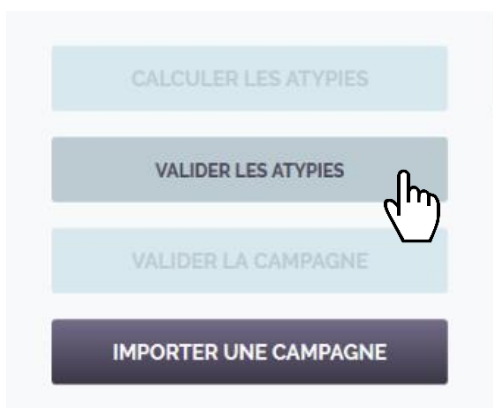 CALCULER LES ATYPIES
VALIDER LES ATYPIES
VALIDER LA CAMPAGNE
IMPORTER UNE CAMPAGNE